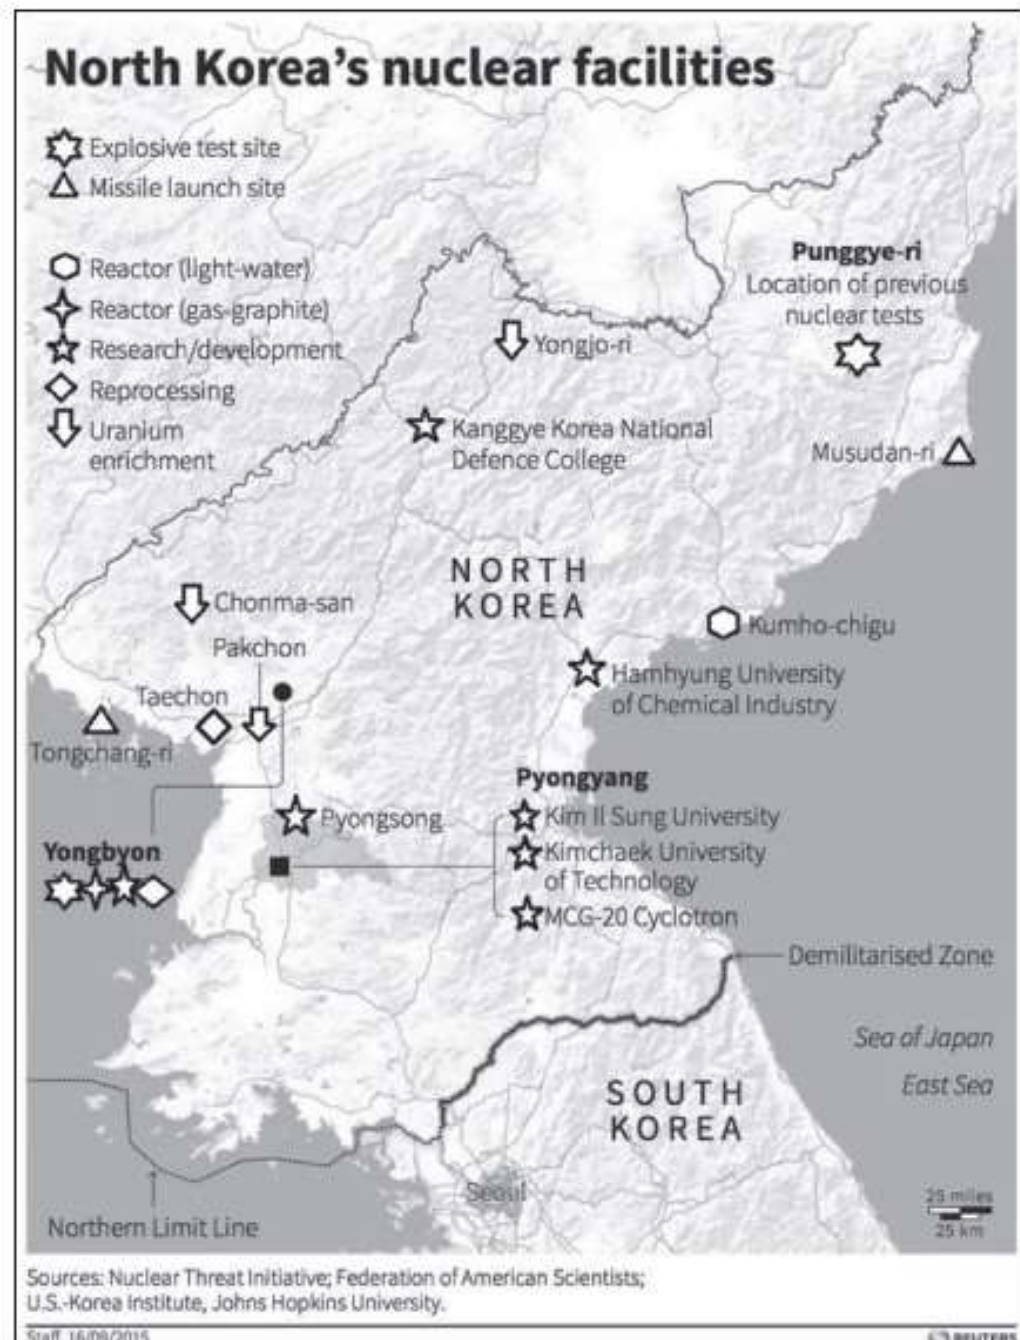 North Korea's nuclear facilities
Explosive test site
Missile launch site
Reactor (light-water)
Reactor (gas-graphite)
Research/development
Reprocessing
Uranium
enrichment
Punggye-ri
Location of previous
nuclear tests
Yongjo-ri
Kanggye Korea National
Defence College
Musudan-ri
NORTH
KOREA
Chonma-san
Kumho-chigu
Pakchon
Hamhyung University
of Chemical Industry
Taechon
Tongchang-ri
Pyongyang
Kim Il Sung University
Pyongsong
Kimchaek University
of Technology
Yongbyon
MCG-20 Cyclotron
Demilitarised Zone
Sea of Japan
East Sea
SOUTH
KOREA
Seoul
25 miles
25 km
Northern Limit Line
Sources: Nuclear Threat Initiative; Federation of American Scientists;
U.S.-Korea Institute, Johns Hopkins University.
Staff, 16/09/2015
REUTERS